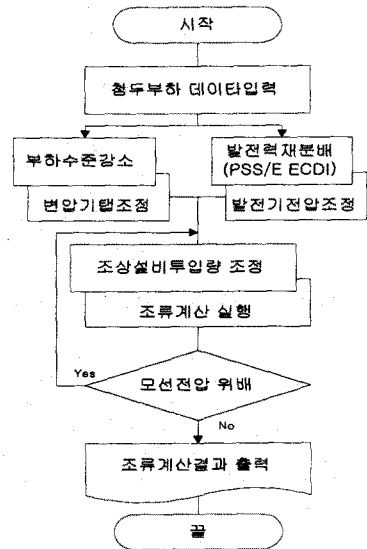 시작
첨두부하 데이타입력
부하수준감소
변압기탭조정
발전력재분배
(PSS/E ECDI)
발전기전압조정
조상설비투입량 조정
조류계산 실행
Yes
모선전압 위배
No
조류계산결과 출력
끝